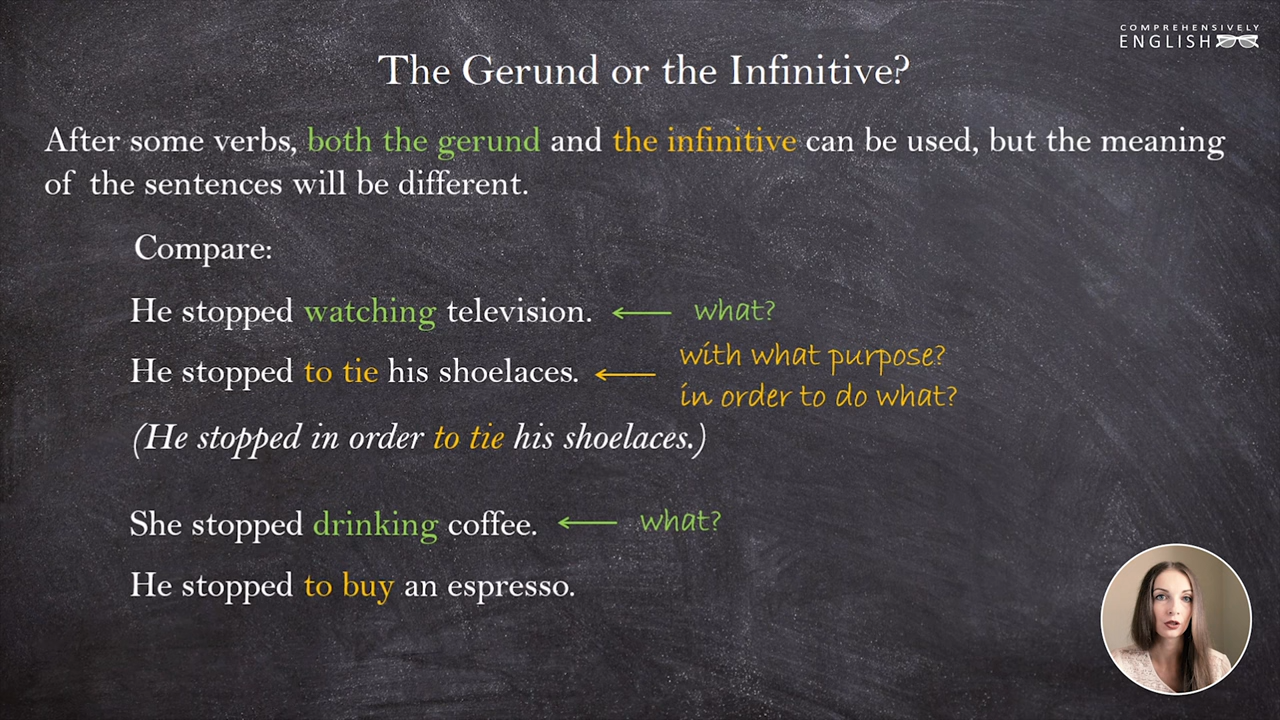 COMPREHENSIVELY
ENGLISH
The Gerund or the Infinitive?
After some verbs, both the gerund and the infinitive can be used, but the meaning
of the sentences will be different.
Compare:
He stopped watching television. ← what?
He stopped to tie his shoelaces. ← with what purpose?
in order to do what?
(He stopped in order to tie his shoelaces.)
She stopped drinking coffee. ← what?
He stopped to buy an espresso.